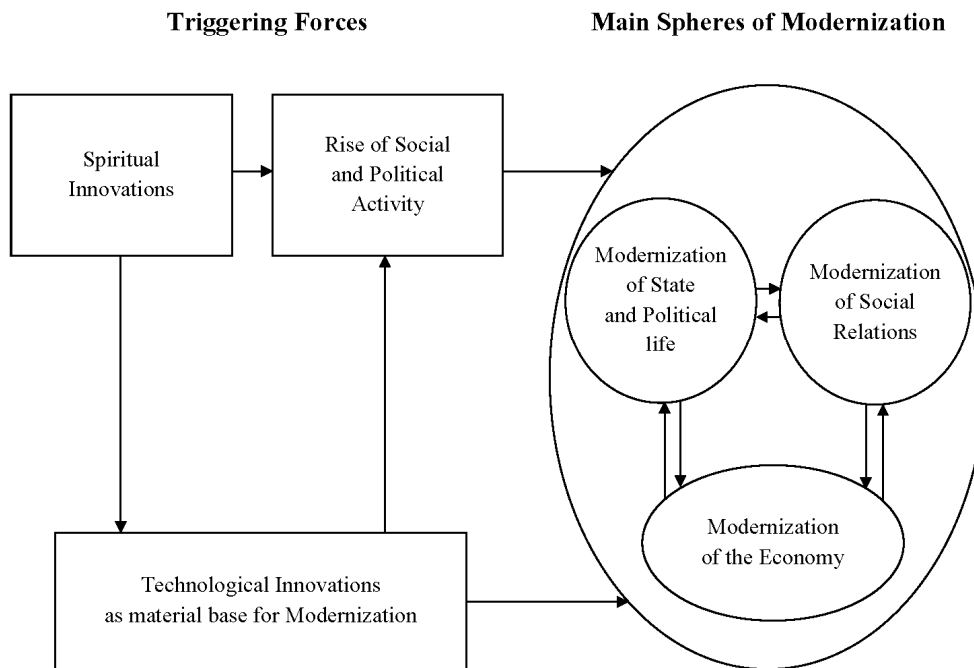 Triggering Forces
Main Spheres of Modernization
Spiritual
Innovations
Rise of Social
and Political
Activity
Modernization
of State
and Political
life
Modernization
of Social
Relations
Modernization
of the Economy
Technological Innovations
as material base for Modernization